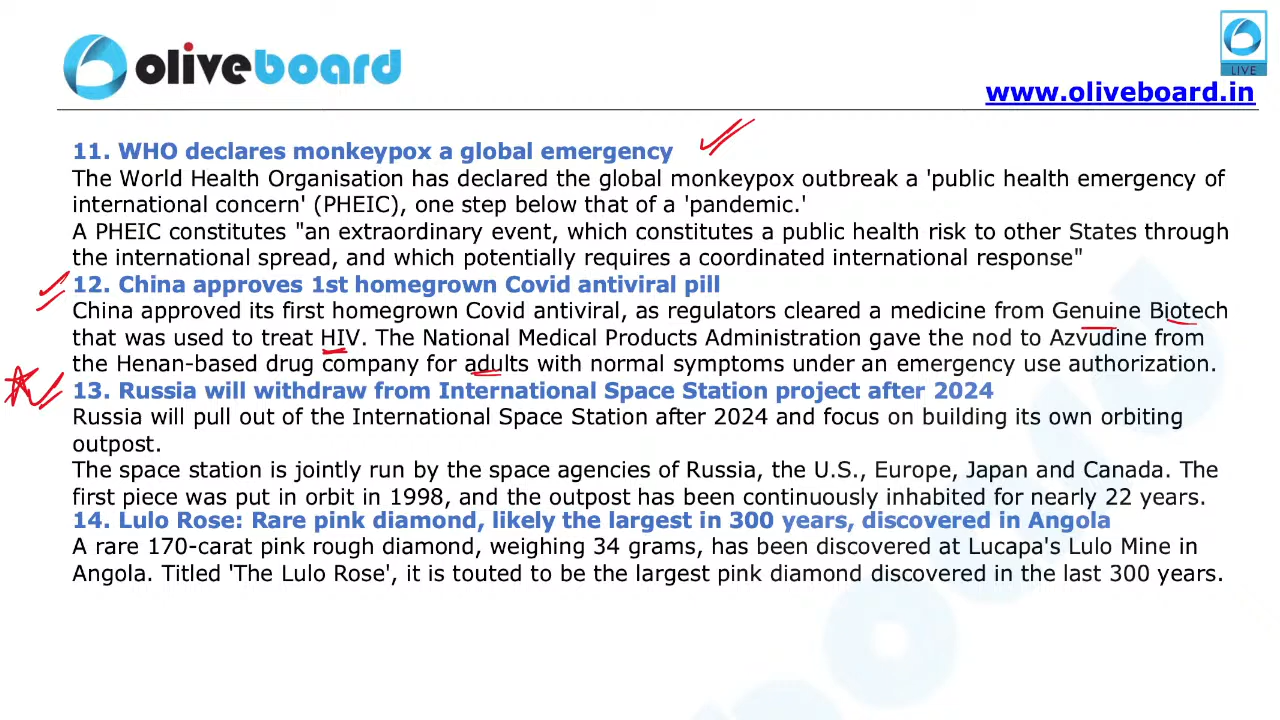 oliveboard
LIVE
www.oliveboard.in
11. WHO declares monkeypox a global emergency
The World Health Organisation has declared the global monkeypox outbreak a 'public health emergency of
international concern' (PHEIC), one step below that of a 'pandemic.'
A PHEIC constitutes "an extraordinary event, which constitutes a public health risk to other States through
the international spread, and which potentially requires a coordinated international response"
12. China approves 1st homegrown Covid antiviral pill
China approved its first homegrown Covid antiviral, as regulators cleared a medicine from Genuine Biotech
that was used to treat HIV. The National Medical Products Administration gave the nod to Azvudine from
the Henan-based drug company for adults with normal symptoms under an emergency use authorization.
13. Russia will withdraw from International Space Station project after 2024
Russia will pull out of the International Space Station after 2024 and focus on building its own orbiting
outpost.
The space station is jointly run by the space agencies of Russia, the U.S., Europe, Japan and Canada. The
first piece was put in orbit in 1998, and the outpost has been continuously inhabited for nearly 22 years.
14. Lulo Rose: Rare pink diamond, likely the largest in 300 years, discovered in Angola
A rare 170-carat pink rough diamond, weighing 34 grams, has been discovered at Lucapa's Lulo Mine in
Angola. Titled 'The Lulo Rose', it is touted to be the largest pink diamond discovered in the last 300 years.